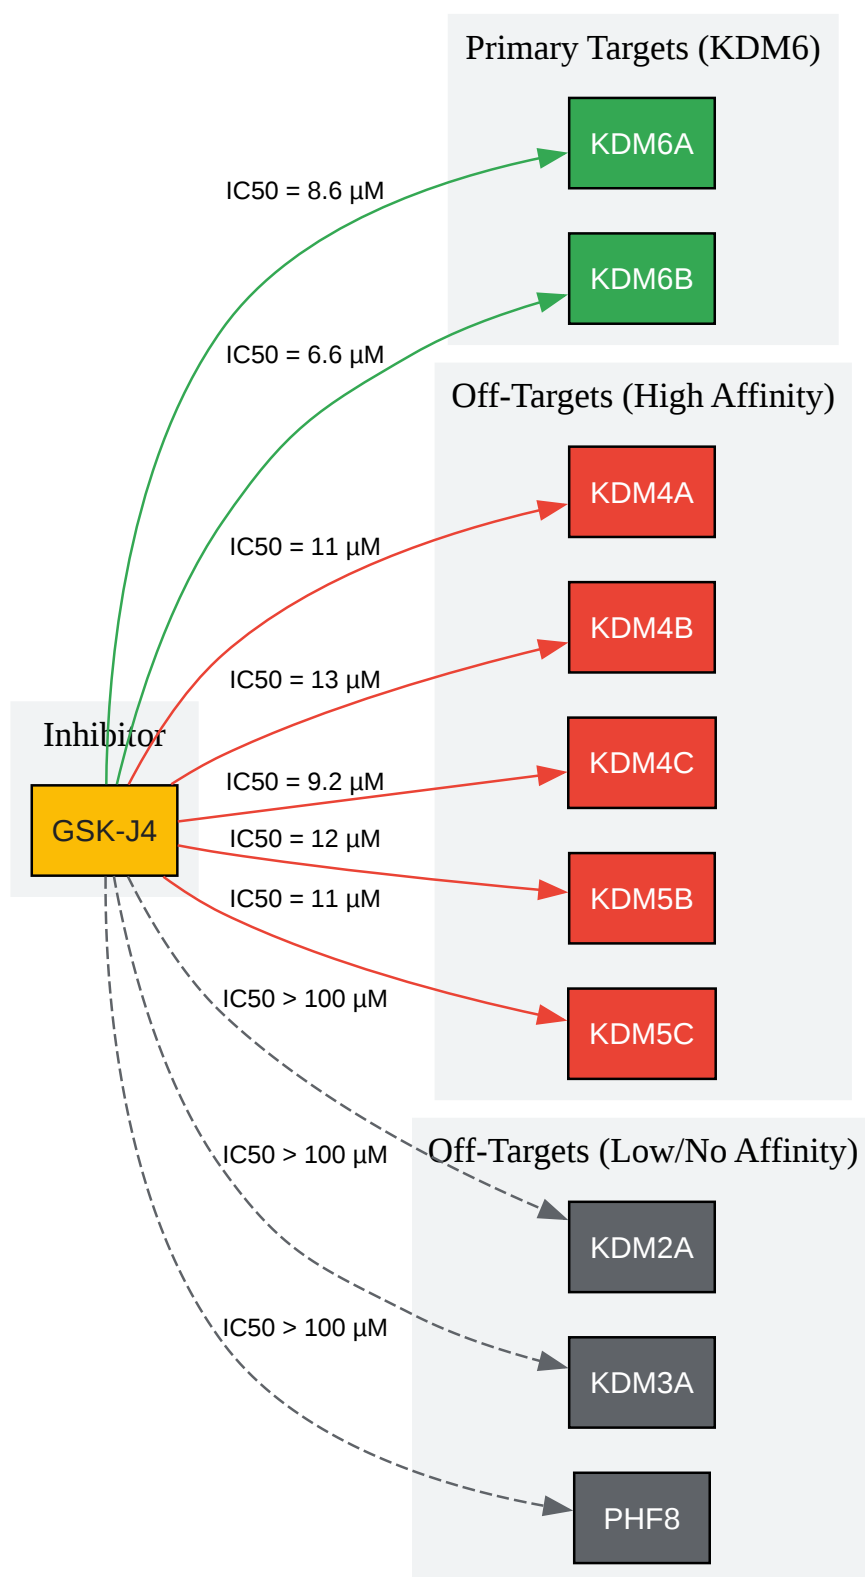 Primary Targets (KDM6)
KDM6A
IC50 = 8.6 µM
KDM6B
IC50 = 6.6 µM
Off-Targets (High Affinity)
KDM4A
IC50 = 11 µM
KDM4B
IC50 = 13 µM
Inhibitor
KDM4C
IC50 = 9.2 µM
GSK-J4
IC50 = 12 µM
KDM5B
IC50 = 11 µM
KDM5C
IC50 > 100 µM
Off-Targets (Low/No Affinity)
IC50 > 100 µM
KDM2A
IC50 > 100 µM
KDM3A
PHF8